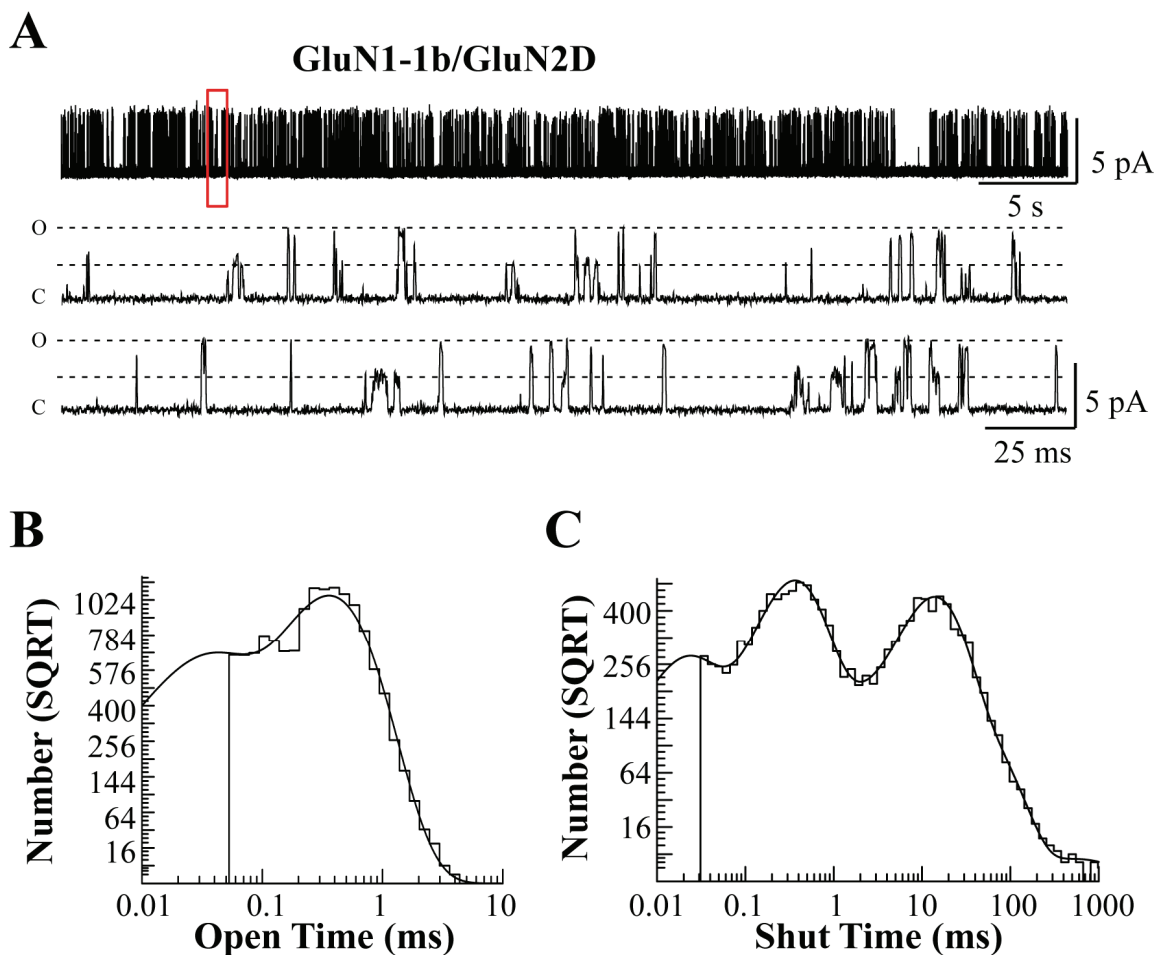 A
GluN1-1b/GluN2D
5 pA
5 s
O
C
O
C
5 pA
25 ms
B
Number (SQRT)
1024
784
576
400
256
144
64
16
0.01 0.1 1 10
Open Time (ms)
C
Number (SQRT)
400
256
144
64
16
0.01 0.1 1 10 100 1000
Shut Time (ms)